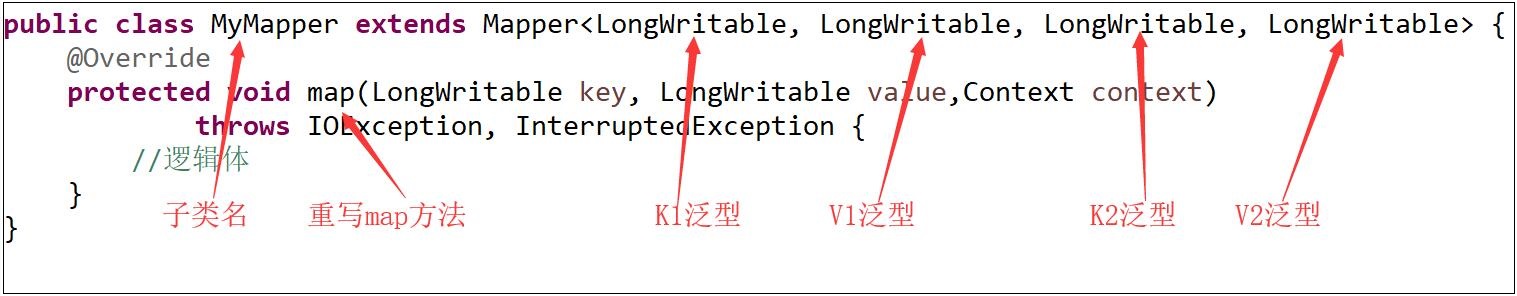 public class MyMapper extends Mapper<LongWritable, LongWritable, LongWritable, LongWritable> {
@Override
protected void map(LongWritable key, LongWritable value,Context context)
throws IOException, InterruptedException {
//逻辑体
}
子类名 重写map方法 K1泛型 V1泛型 K2泛型 V2泛型
}